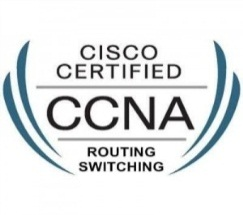 CISCO
CERTIFIED
CCNA
ROUTING
SWITCHING